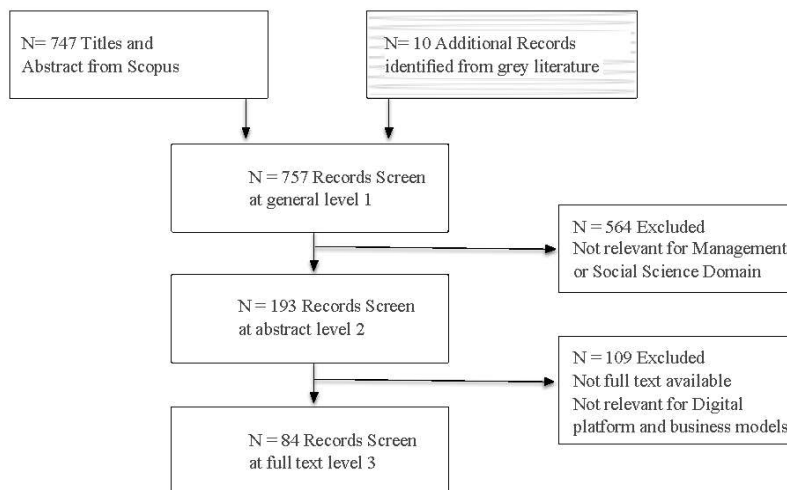 N= 747 Titles and
Abstract from Scopus
N= 10 Additional Records
identified from grey literature
N = 757 Records Screen
at general level 1
N = 564 Excluded
Not relevant for Management
or Social Science Domain
N = 193 Records Screen
at abstract level 2
N = 109 Excluded
Not full text available
Not relevant for Digital
platform and business models
N = 84 Records Screen
at full text level 3